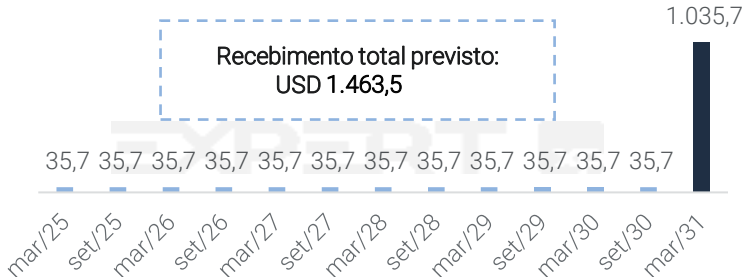 1.035,7
Recebimento total previsto:
USD 1.463,5
EXPERT
35,7 35,7 35,7 35,7 35,7 35,7 35,7 35,7 35,7 35,7 35,7 35,7
mar/25 set/25 mar/26 set/26 mar/27 set/27 mar/28 set/28 mar/29 set/29 mar/30 set/30 mar/31